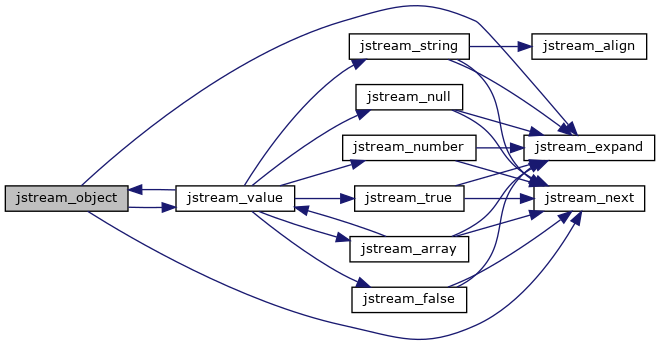 jstream_string
jstream_align
jstream_null
jstream_number
jstream_expand
jstream_object
jstream_value
jstream_true
jstream_next
jstream_array
jstream_false